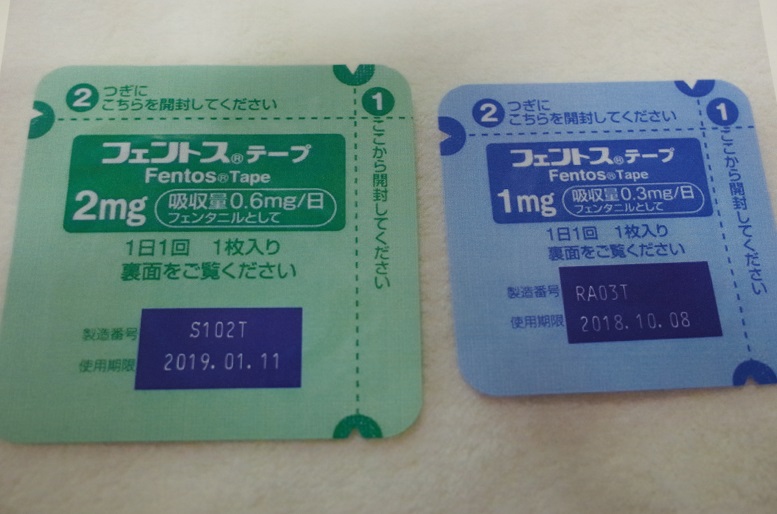 ② つぎに
こちらを開封してください
① ここから開封してください
フェントス®テープ
Fentos®Tape
2mg 吸収量0.6mg/日
フェンタニルとして
1日1回 1枚入り
裏面をご覧ください
製造番号 S102T
使用期限 2019.01.11
② つぎに
こちらを開封してください
① ここから開封してください
フェントス®テープ
Fentos®Tape
1mg 吸収量0.3mg/日
フェンタニルとして
1日1回 1枚入り
裏面をご覧ください
製造番号 RA03T
使用期限 2018.10.08